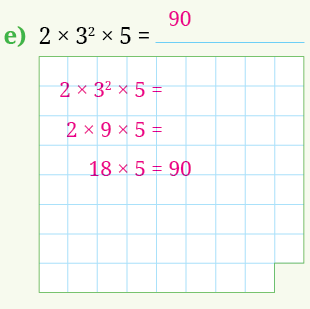 90
e) 2 × 3² × 5 =
2 × 3² × 5 =
2 × 9 × 5 =
18 × 5 = 90